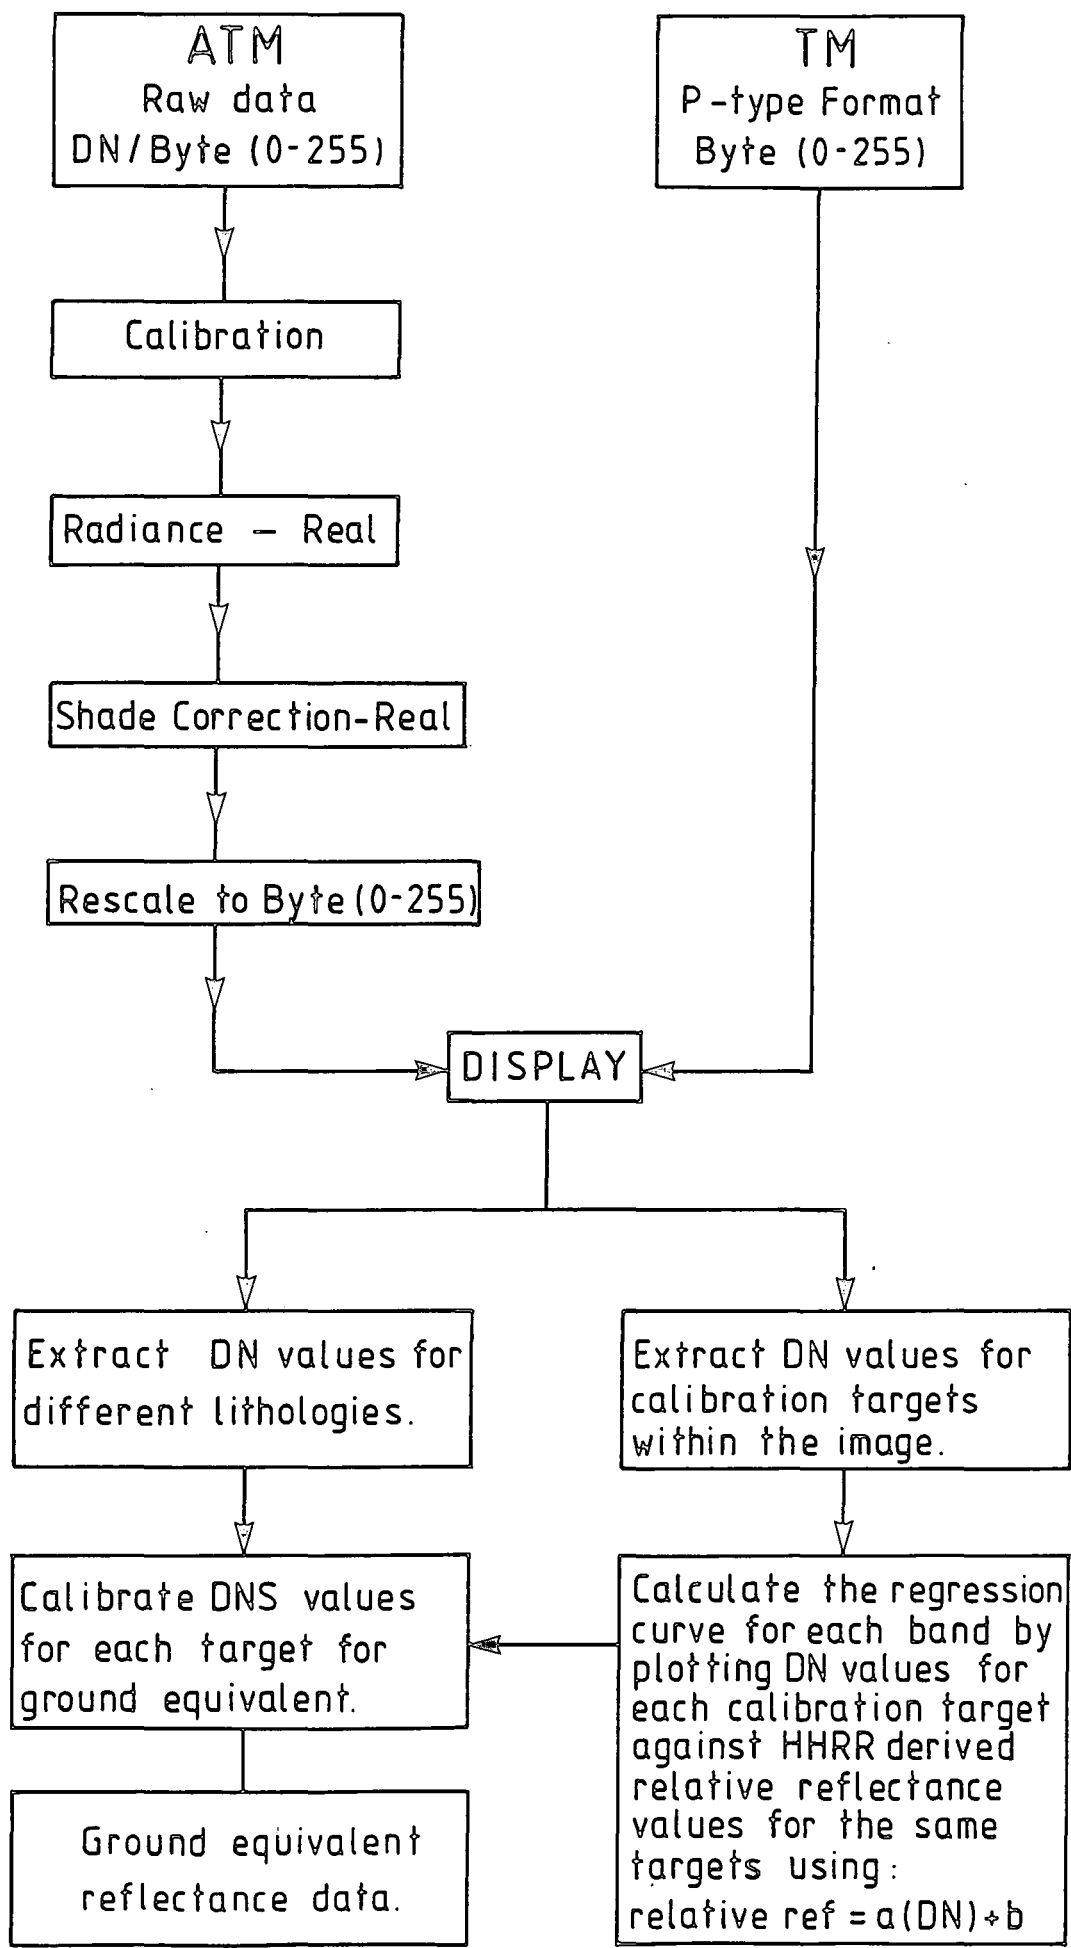 ATM
Raw data
DN/Byte (0-255)
TM
P-type Format
Byte (0-255)
Calibration
Radiance - Real
Shade Correction-Real
Rescale to Byte (0-255)
DISPLAY
Extract DN values for
different lithologies.
Extract DN values for
calibration targets
within the image.
Calibrate DNS values
for each target for
ground equivalent.
Calculate the regression
curve for each band by
plotting DN values for
each calibration target
against HHRR derived
relative reflectance
values for the same
targets using:
relative ref = a(DN)+b
Ground equivalent
reflectance data.